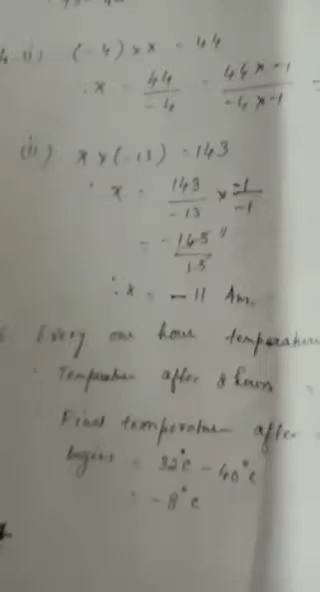 (-4) × x = 44
∴ x = 44/-4 = 44 × -1/-4 × -1 =
(ii) x × (-13) = 143
∴ x = 143/-13 × -1/-1
= -143/13
∴ x = -11 Ans.
Every one hour temperature
Temperature after 8 hours
Final temperature after
begins = 32°c - 40°c
= -8°c